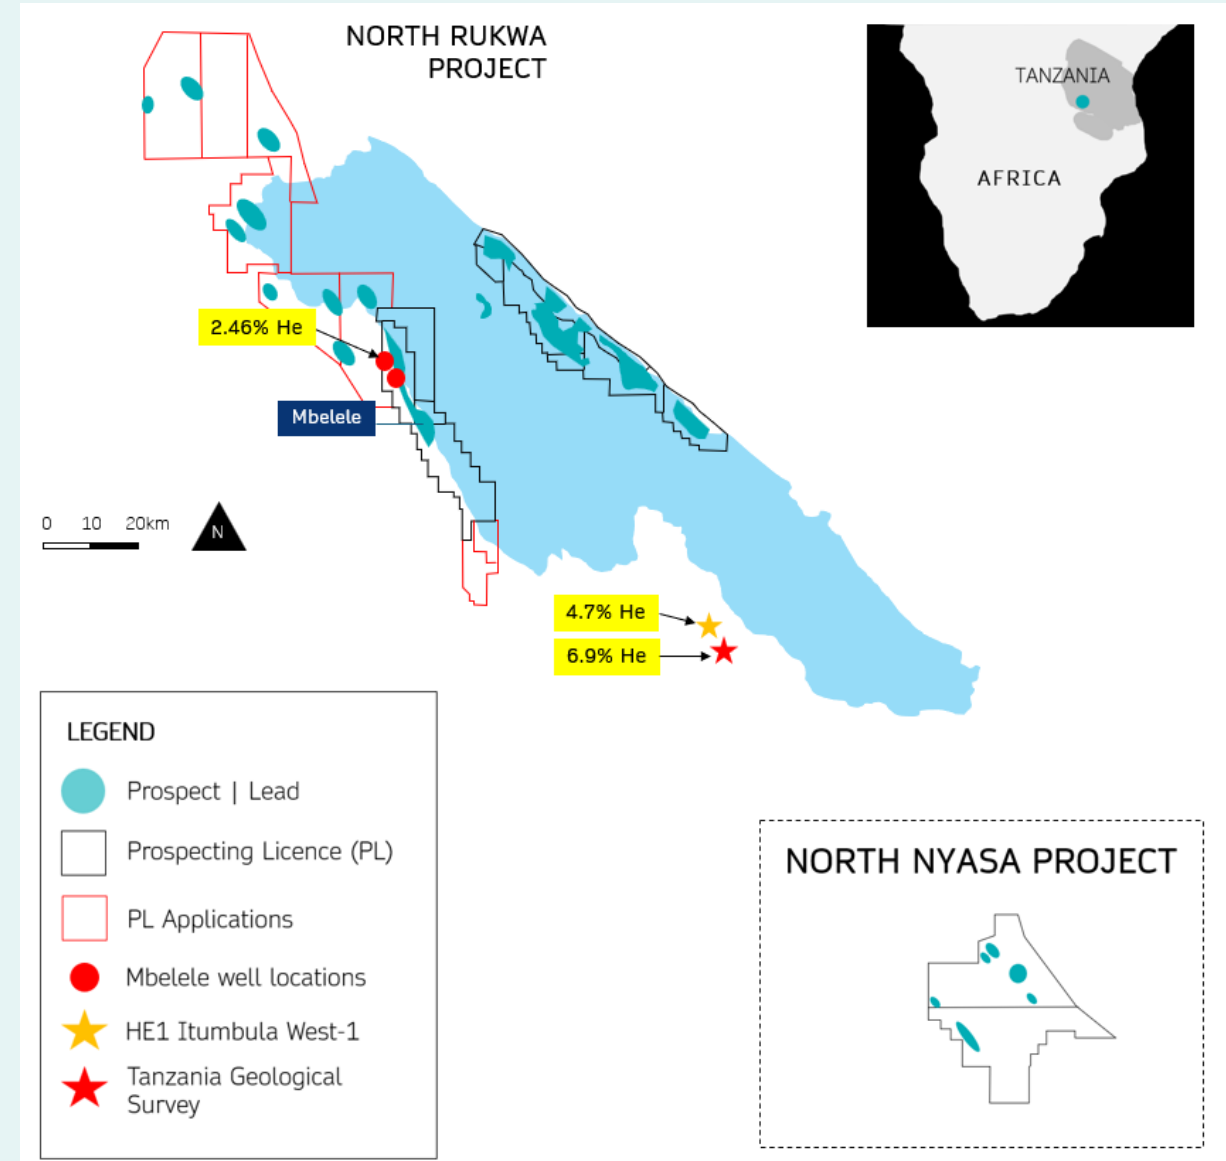 NORTH RUKWA
PROJECT
TANZANIA
AFRICA
2.46% He
Mbelele
0 10 20km
N
4.7% He
6.9% He
LEGEND
Prospect | Lead
Prospecting Licence (PL)
PL Applications
Mbelele well locations
HE1 Itumbula West-1
Tanzania Geological
Survey
NORTH NYASA PROJECT